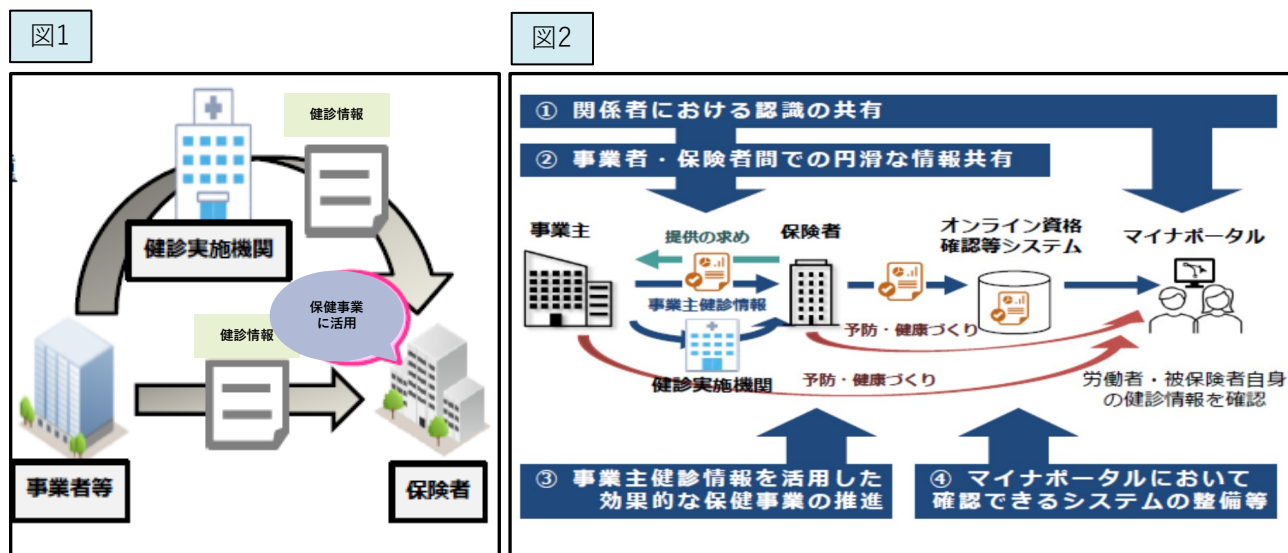 図1
健診情報
健診実施機関
保健事業
に活用
健診情報
事業者等
保険者
図2
① 関係者における認識の共有
② 事業者・保険者間での円滑な情報共有
事業主
提供の求め
保険者
オンライン資格
確認等システム
マイナポータル
事業主健診情報
健診実施機関
予防・健康づくり
予防・健康づくり
労働者・被保険者自身
の健診情報を確認
③ 事業主健診情報を活用した
効果的な保健事業の推進
④ マイナポータルにおいて
確認できるシステムの整備等